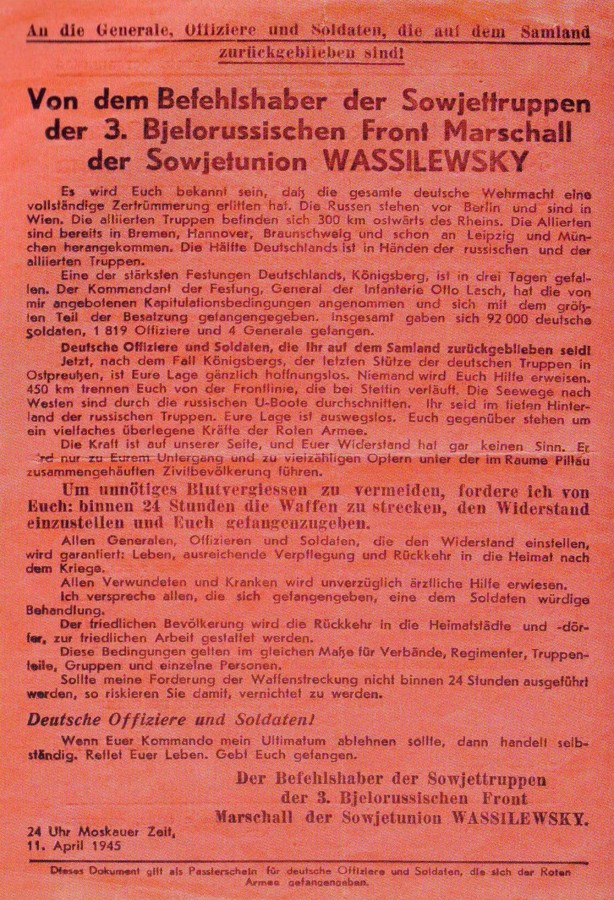 An die Generale, Offiziere und Soldaten, die auf dem Samland
zurückgeblieben sind!
Von dem Befehlshaber der Sowjettruppen
der 3. Bjelorussischen Front Marschall
der Sowjetunion WASSILEWSKY
Es wird Euch bekannt sein, daß die gesamte deutsche Wehrmacht eine
vollständige Zertrümmerung erlitten hat. Die Russen stehen vor Berlin und sind in
Wien. Die alliierten Truppen befinden sich 300 km ostwärts des Rheins. Die Allierten
sind bereits in Bremen, Hannover, Braunschweig und schon an Leipzig und Mün-
chen herangekommen. Die Hälfte Deutschlands ist in Händen der russischen und der
alliierten Truppen.
Eine der stärksten Festungen Deutschlands, Königsberg, ist in drei Tagen gefal-
len. Der Kommandant der Festung, General der Infanterie Otto Lasch, hat die von
mir angebotenen Kapitulationsbedingungen angenommen und sich mit dem größ-
ten Teil der Besatzung gefangengegeben. Insgesamt gaben sich 92 000 deutsche
Soldaten, 1 819 Offiziere und 4 Generale gefangen.
Deutsche Offiziere und Soldaten, die Ihr auf dem Samland zurückgeblieben seid!
Jetzt, nach dem Fall Königsbergs, der letzten Stütze der deutschen Truppen in
Ostpreußen, ist Eure Lage gänzlich hoffnungslos. Niemand wird Euch Hilfe erweisen.
450 km trennen Euch von der Frontlinie, die bei Stettin verläuft. Die Seewege nach
Westen sind durch die russischen U-Boote durchschnitten. Ihr seid im tiefen Hinter-
land der russischen Truppen. Eure Lage ist auswegslos. Euch gegenüber stehen um
ein vielfaches überlegene Kräfte der Roten Armee.
Die Kraft ist auf unserer Seite, und Euer Widerstand hat gar keinen Sinn. Er
rd nur zu Eurem Untergang und zu vielzähligen Opfern unter der im Raume Pillau
zusammengehäuften Zivilbevölkerung führen.
Um unnötiges Blutvergiessen zu vermeiden, fordere ich von
Euch: binnen 24 Stunden die Waffen zu strecken, den Widerstand
einzustellen und Euch gefangenzugeben.
Allen Generalen, Offizieren und Soldaten, die den Widerstand einstellen,
wird garantiert: Leben, ausreichende Verpflegung und Rückkehr in die Heimat nach
dem Kriege.
Allen Verwundeten und Kranken wird unverzüglich ärztliche Hilfe erwiesen.
Ich verspreche allen, die sich gefangengeben, eine dem Soldaten würdige
Behandlung.
Der friedlichen Bevölkerung wird die Rückkehr in die Heimatstädte und -dör-
fer, zur friedlichen Arbeit gestattet werden.
Diese Bedingungen gelten im gleichen Maße für Verbände, Regimenter, Truppen-
teile, Gruppen und einzelne Personen.
Sollte meine Forderung der Waffenstreckung nicht binnen 24 Stunden ausgeführt
werden, so riskieren Sie damit, vernichtet zu werden.
Deutsche Offiziere und Soldaten!
Wenn Euer Kommando mein Ultimatum ablehnen sollte, dann handelt selb-
ständig. Rettet Euer Leben. Gebt Euch gefangen.
Der Befehlshaber der Sowjettruppen
der 3. Bjelorussischen Front
Marschall der Sowjetunion WASSILEWSKY.
24 Uhr Moskauer Zeit,
11. April 1945
Dieses Dokument gilt als Passierschein für deutsche Offiziere und Soldaten, die sich der Roten
Armee gefangengeben.